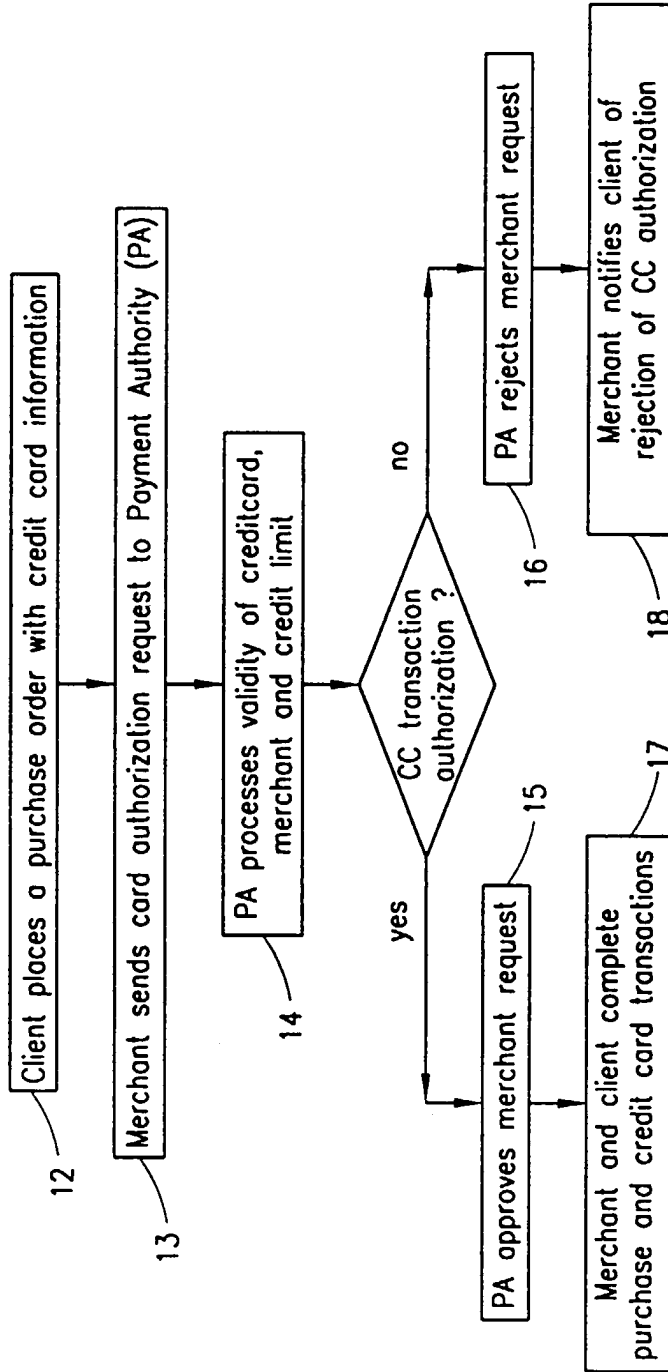 Client places a purchase order with credit card information
12
Merchant sends card authorization request to Payment Authority (PA)
13
PA processes validity of creditcard,
merchant and credit limit
14
CC transaction
authorization ?
yes
no
PA approves merchant request
15
PA rejects merchant request
16
Merchant and client complete
purchase and credit card transactions
17
Merchant notifies client of
rejection of CC authorization
18